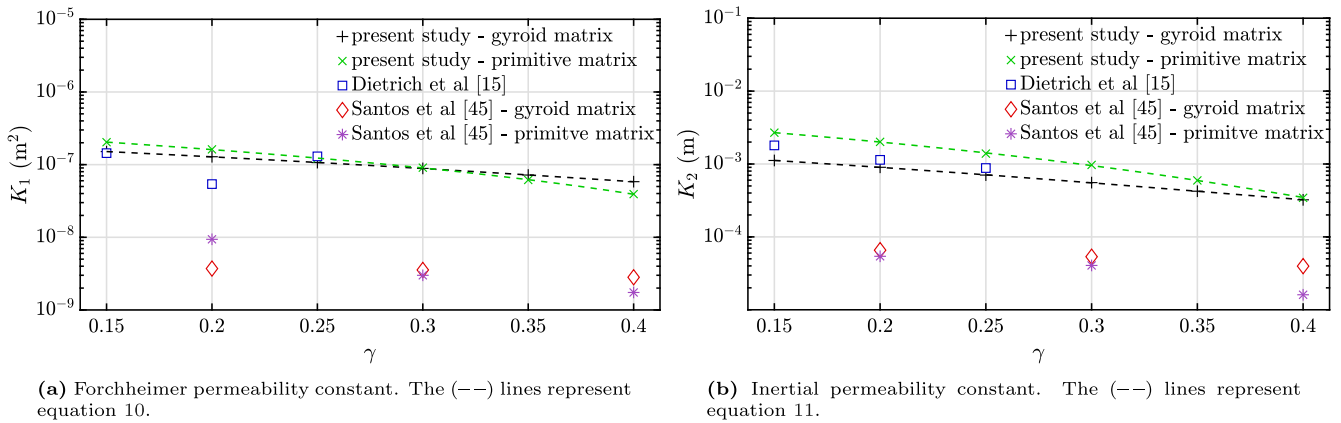 10⁻⁵
10⁻⁶
10⁻⁷
10⁻⁸
10⁻⁹
K₁ (m²)
present study - gyroid matrix
present study - primitive matrix
Dietrich et al [15]
Santos et al [45] - gyroid matrix
Santos et al [45] - primitve matrix
0.15 0.2 0.25 0.3 0.35 0.4
γ
(a) Forchheimer permeability constant. The (−−) lines represent
equation 10.
10⁻¹
10⁻²
10⁻³
10⁻⁴
K₂ (m)
present study - gyroid matrix
present study - primitive matrix
Dietrich et al [15]
Santos et al [45] - gyroid matrix
Santos et al [45] - primitve matrix
0.15 0.2 0.25 0.3 0.35 0.4
γ
(b) Inertial permeability constant. The (−−) lines represent
equation 11.